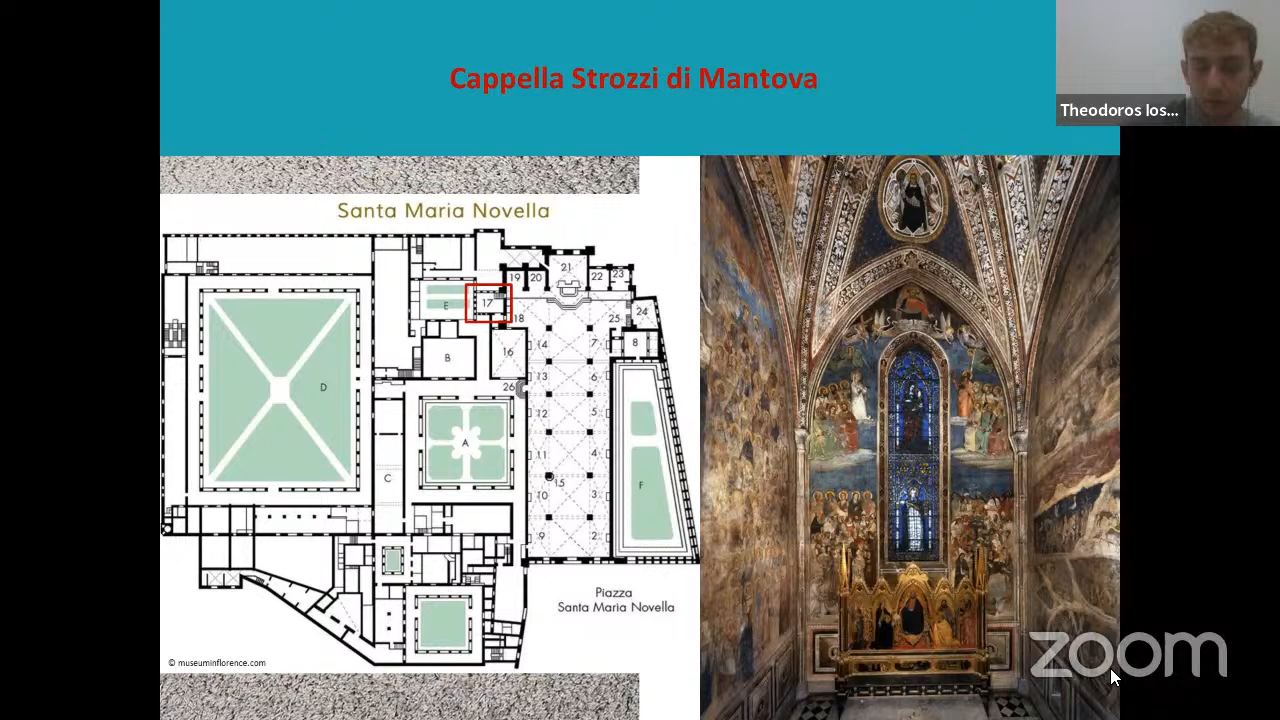 Cappella Strozzi di Mantova
Theodoros Ios...
Santa Maria Novella
21
19
20
22
23
E
17
18
25
24
14
7
8
B
16
13
6
26
D
12
5
A
11
4
C
15
F
10
3
9
2
Piazza
Santa Maria Novella
© museuminflorence.com
zoom